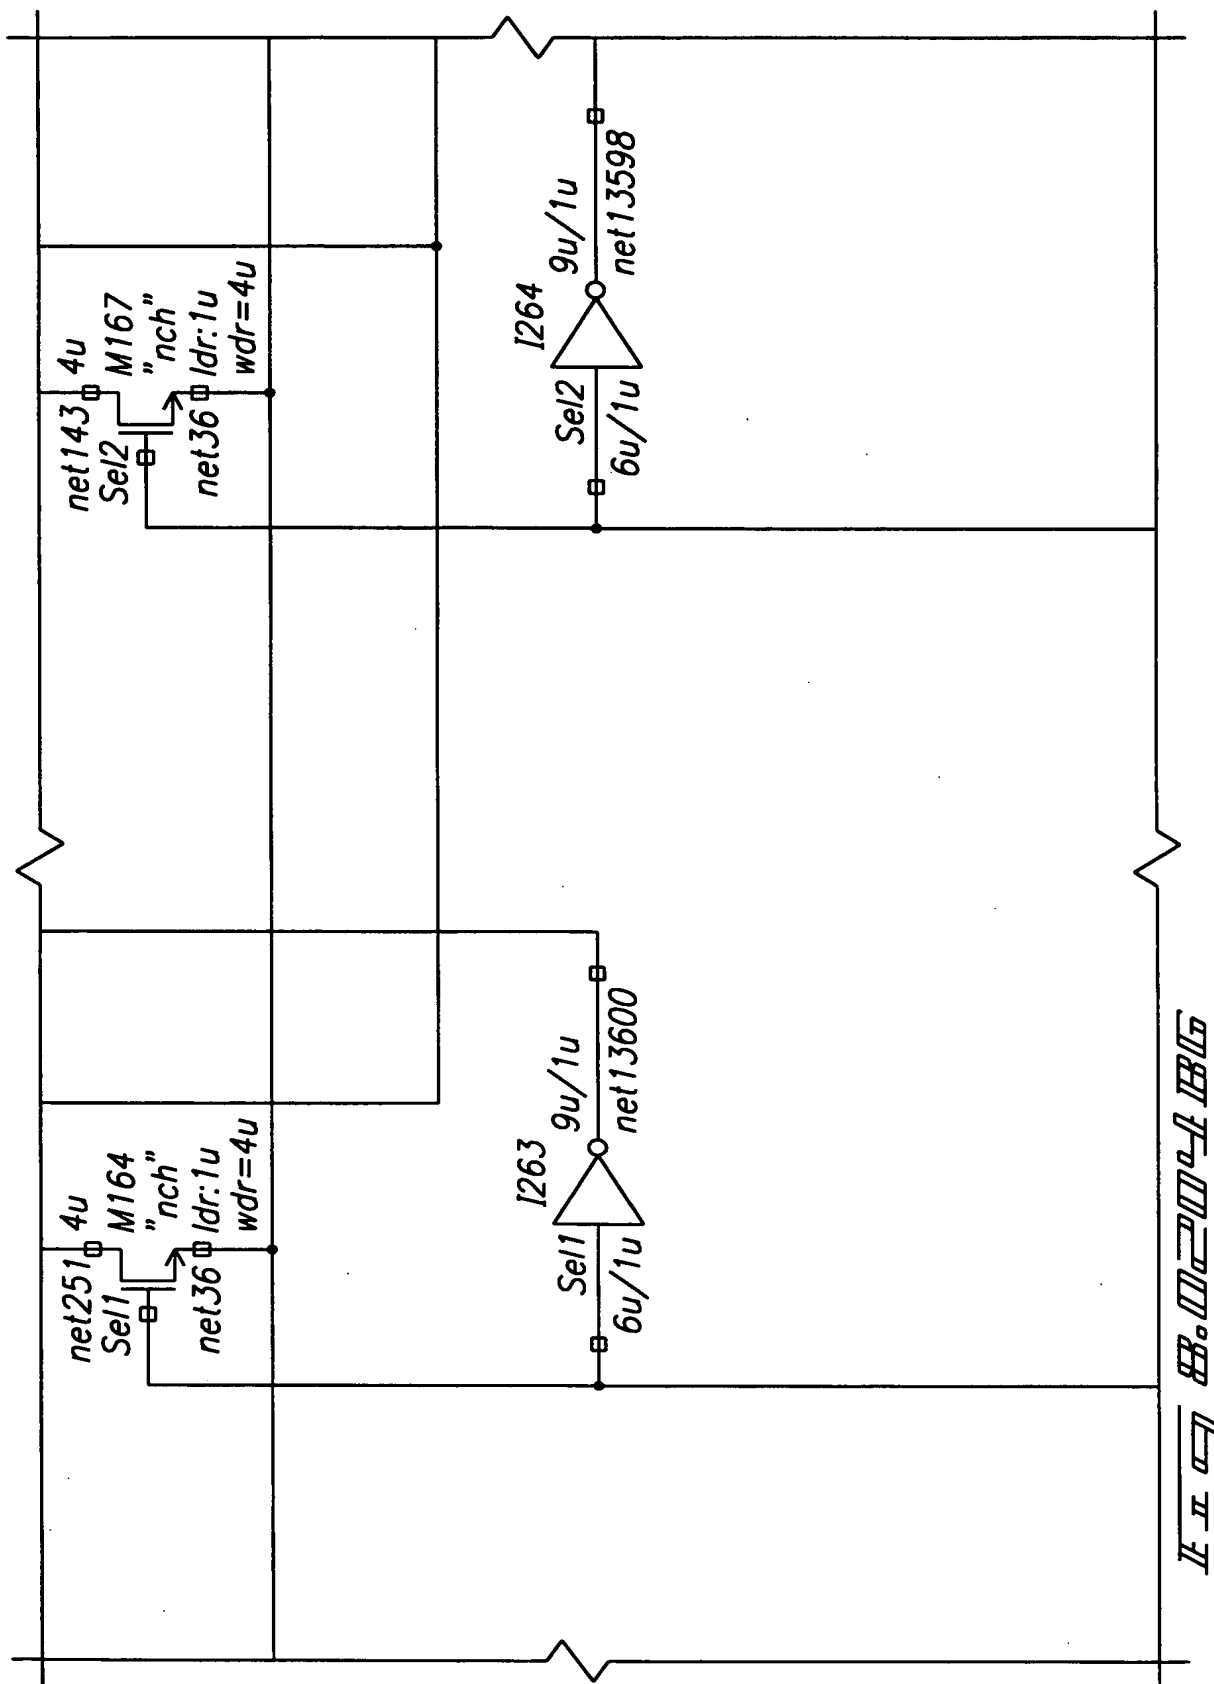 net251
4u
Sel1
M164
"nch"
net36
ldr:1u
wdr=4u
I263
Sel1
9u/1u
6u/1u
net13600
net143
4u
Sel2
M167
"nch"
net36
ldr:1u
wdr=4u
I264
Sel2
9u/1u
6u/1u
net13598
FIG 8.0204BG